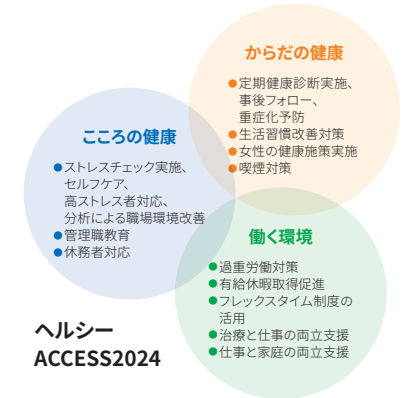 からだの健康
●定期健康診断実施、
事後フォロー、
重症化予防
●生活習慣改善対策
●女性の健康施策実施
●喫煙対策
こころの健康
●ストレスチェック実施、
セルフケア、
高ストレス者対応、
分析による職場環境改善
●管理職教育
●休務者対応
働く環境
●過重労働対策
●有給休暇取得促進
●フレックスタイム制度の
活用
●治療と仕事の両立支援
●仕事と家庭の両立支援
ヘルシー
ACCESS2024